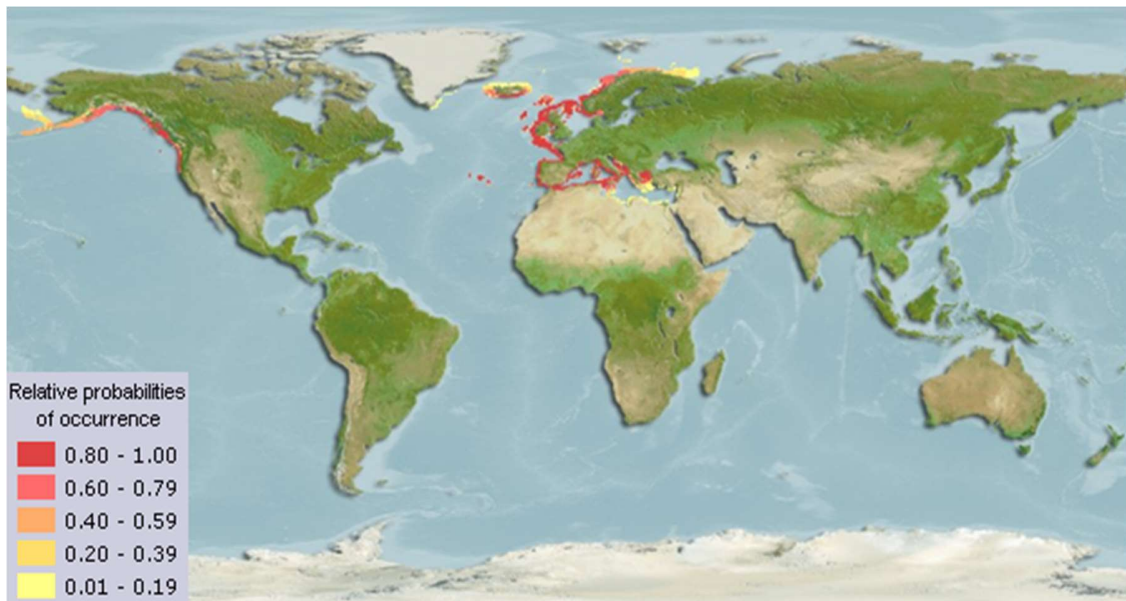 Relative probabilities
of occurrence
0.80 - 1.00
0.60 - 0.79
0.40 - 0.59
0.20 - 0.39
0.01 - 0.19